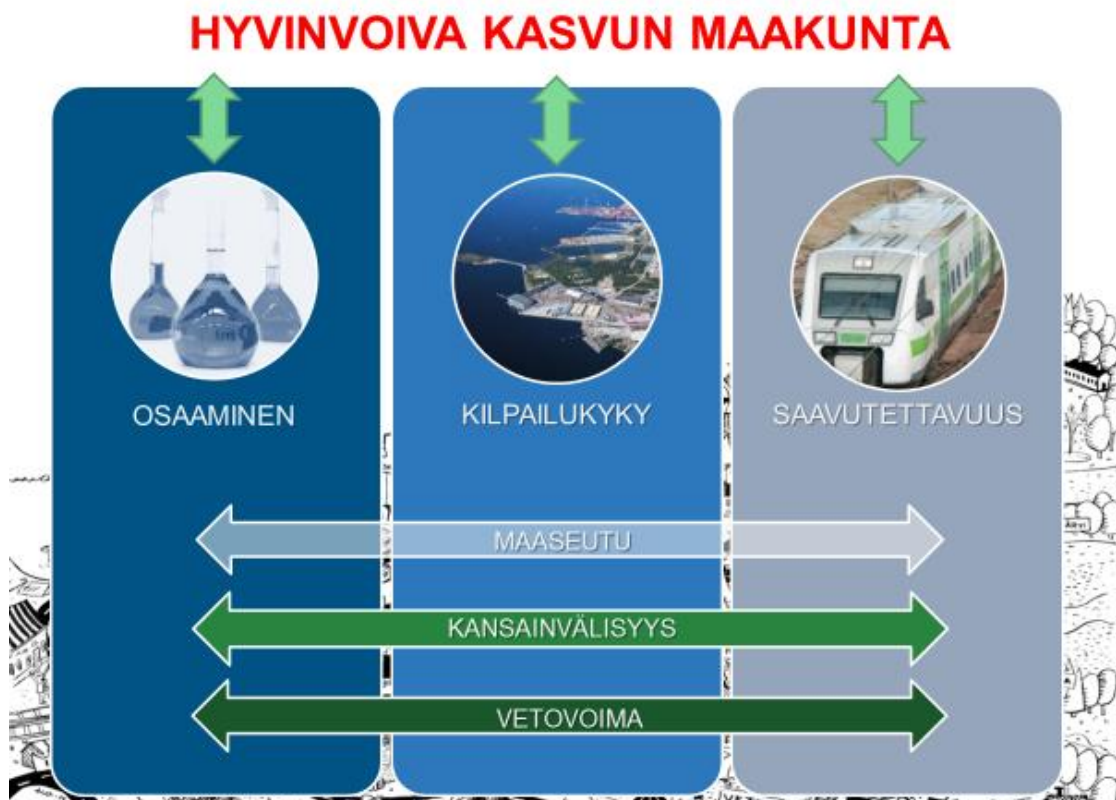 HYVINVOIVA KASVUN MAAKUNTA
OSAAMINEN
KILPAILUKYKY
SAAVUTETTAVUUS
MAASEUTU
KANSAINVÄLISYYS
VETOVOIMA